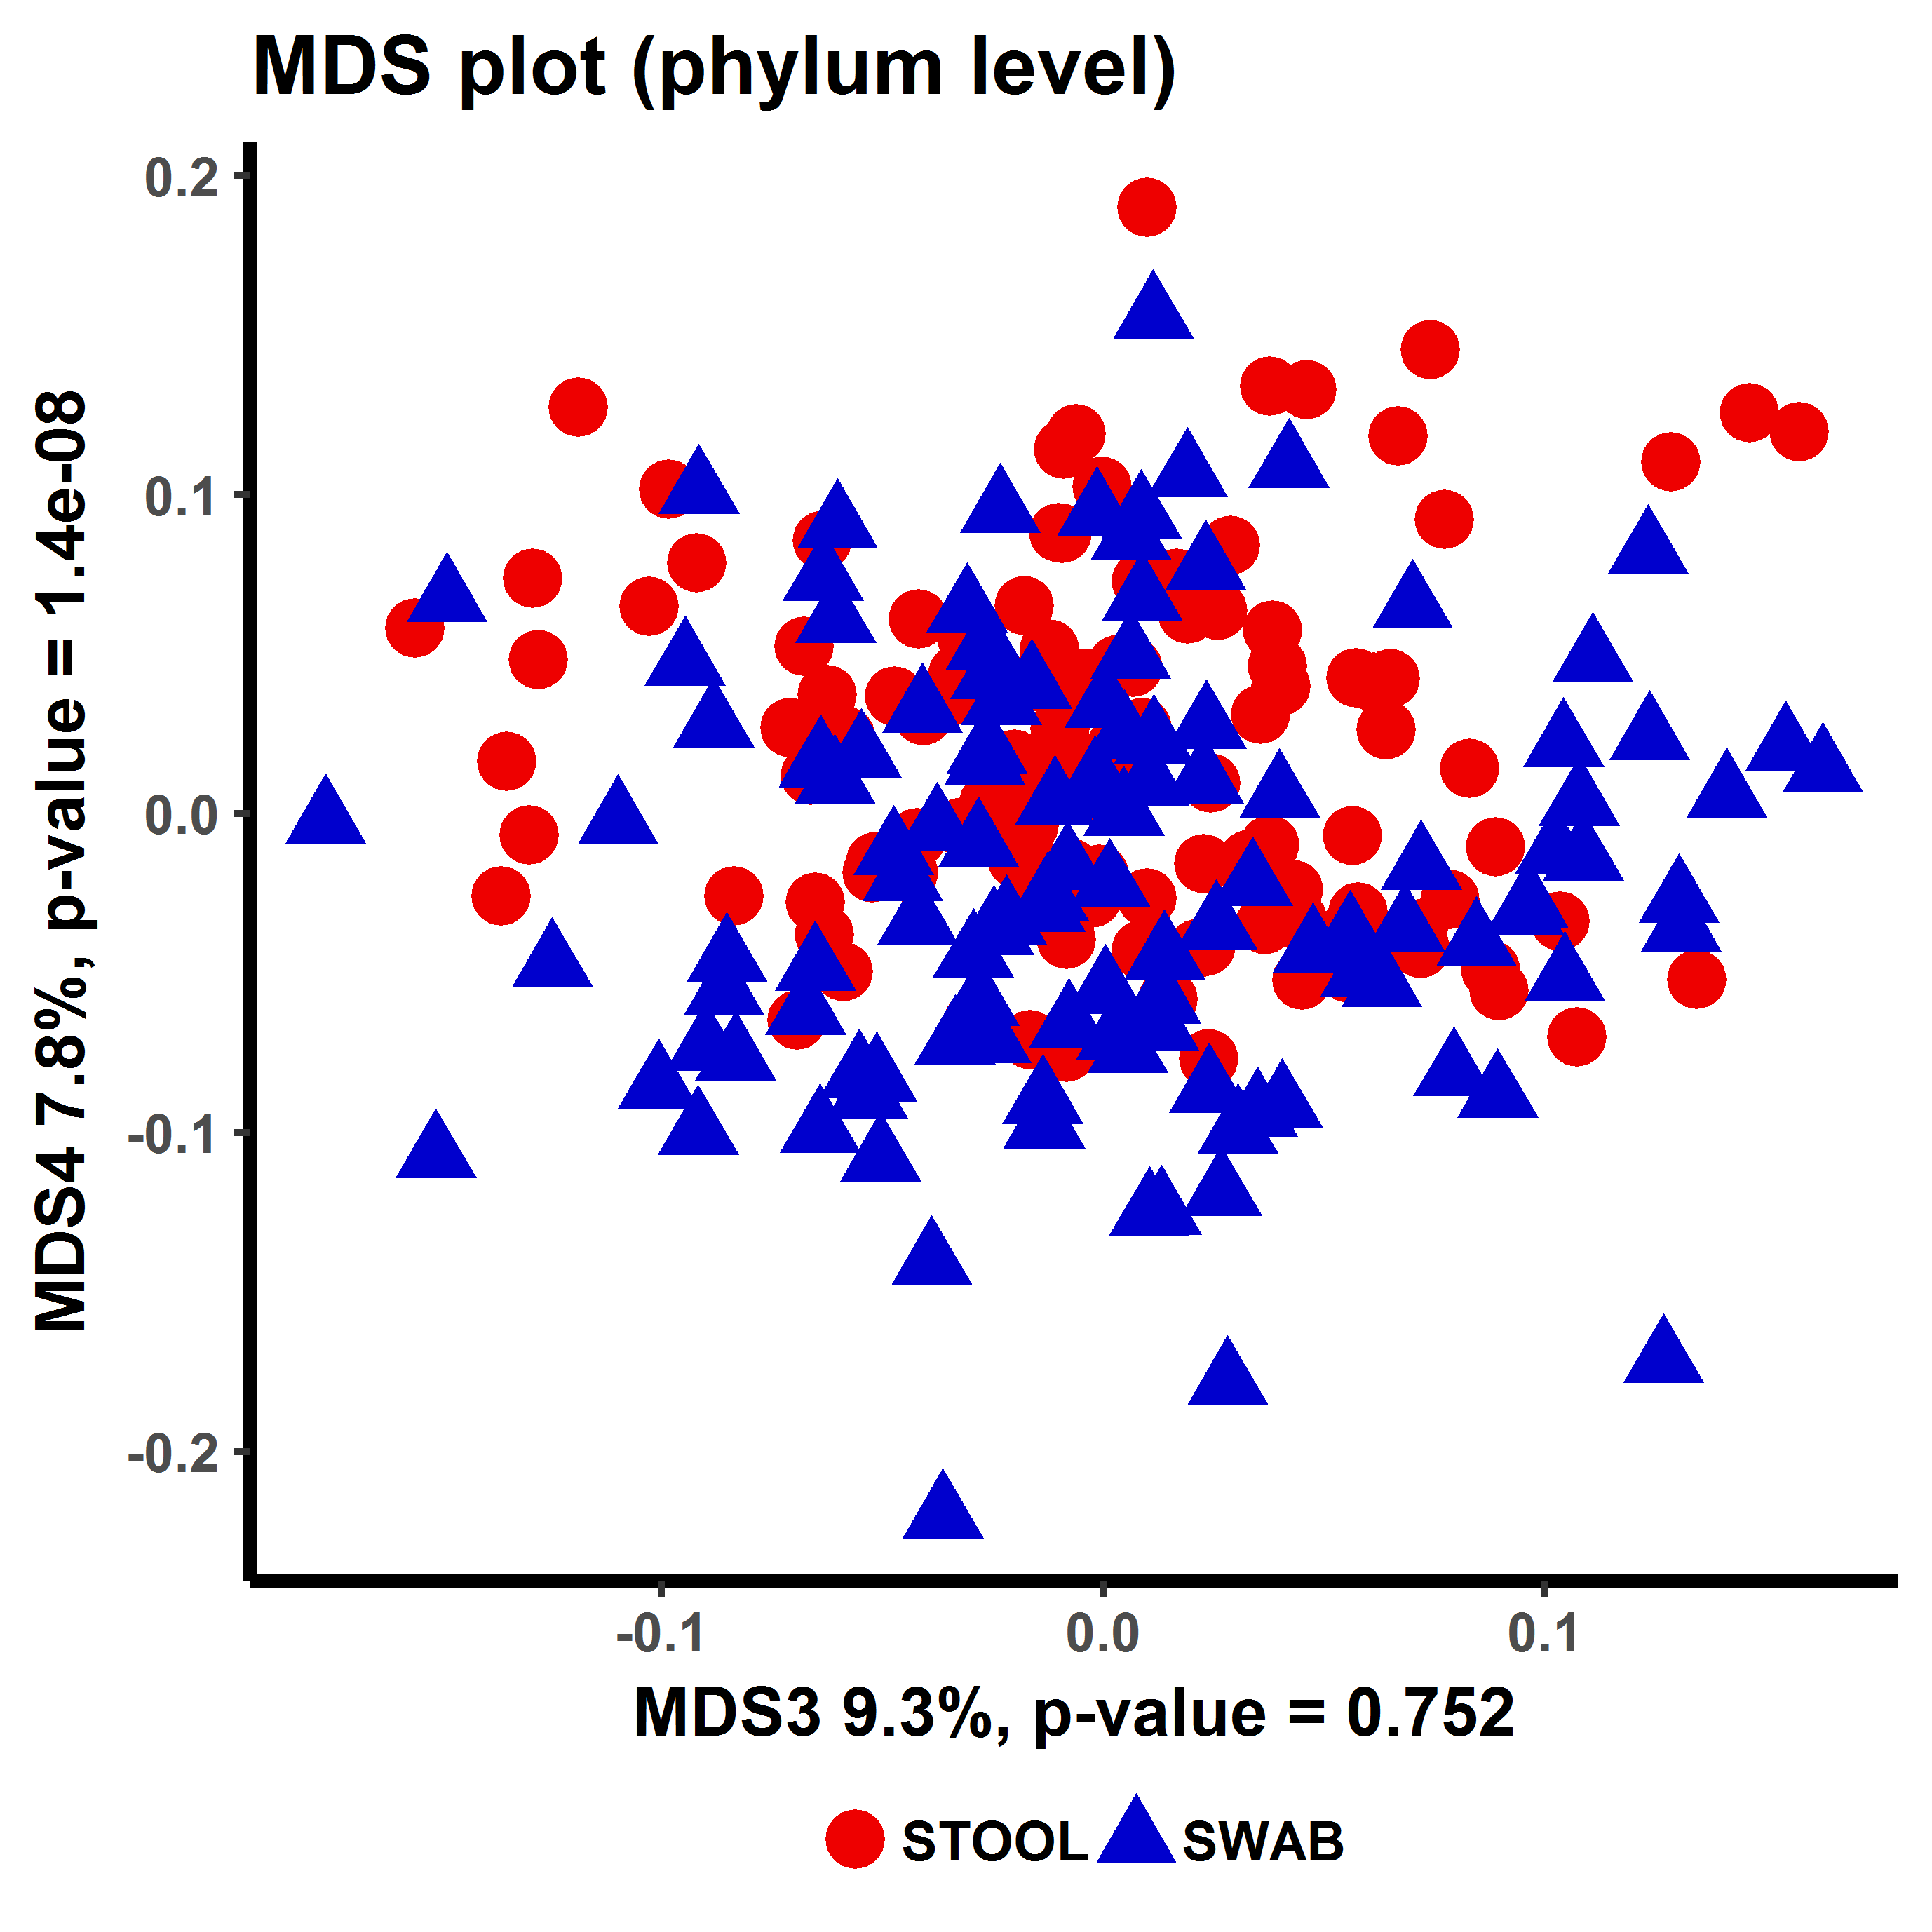 MDS plot (phylum level)
MDS4 7.8%, p-value = 1.4e-08
0.2
0.1
0.0
-0.1
-0.2
-0.1
0.0
0.1
MDS3 9.3%, p-value = 0.752
STOOL
SWAB